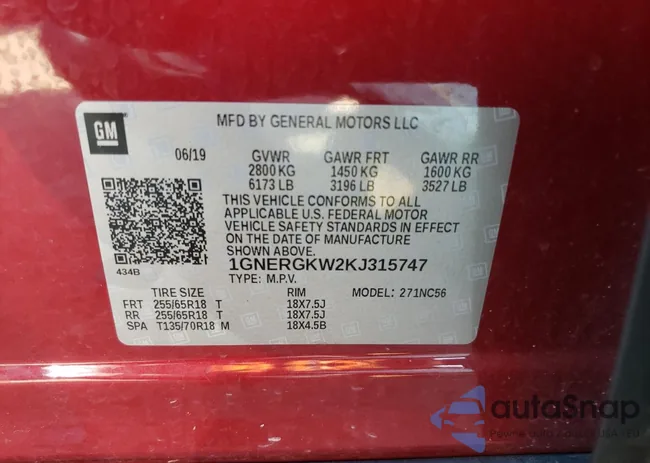 GM
MFD BY GENERAL MOTORS LLC
06/19 GVWR GAWR FRT GAWR RR
2800 KG 1450 KG 1600 KG
6173 LB 3196 LB 3527 LB
THIS VEHICLE CONFORMS TO ALL
APPLICABLE U.S. FEDERAL MOTOR
VEHICLE SAFETY STANDARDS IN EFFECT
ON THE DATE OF MANUFACTURE
SHOWN ABOVE.
434B
1GNERGKW2KJ315747
TYPE: M.P.V. MODEL: 271NC56
TIRE SIZE RIM
FRT 255/65R18 T 18X7.5J
RR 255/65R18 T 18X7.5J
SPA T135/70R18 M 18X4.5B
autoSnap